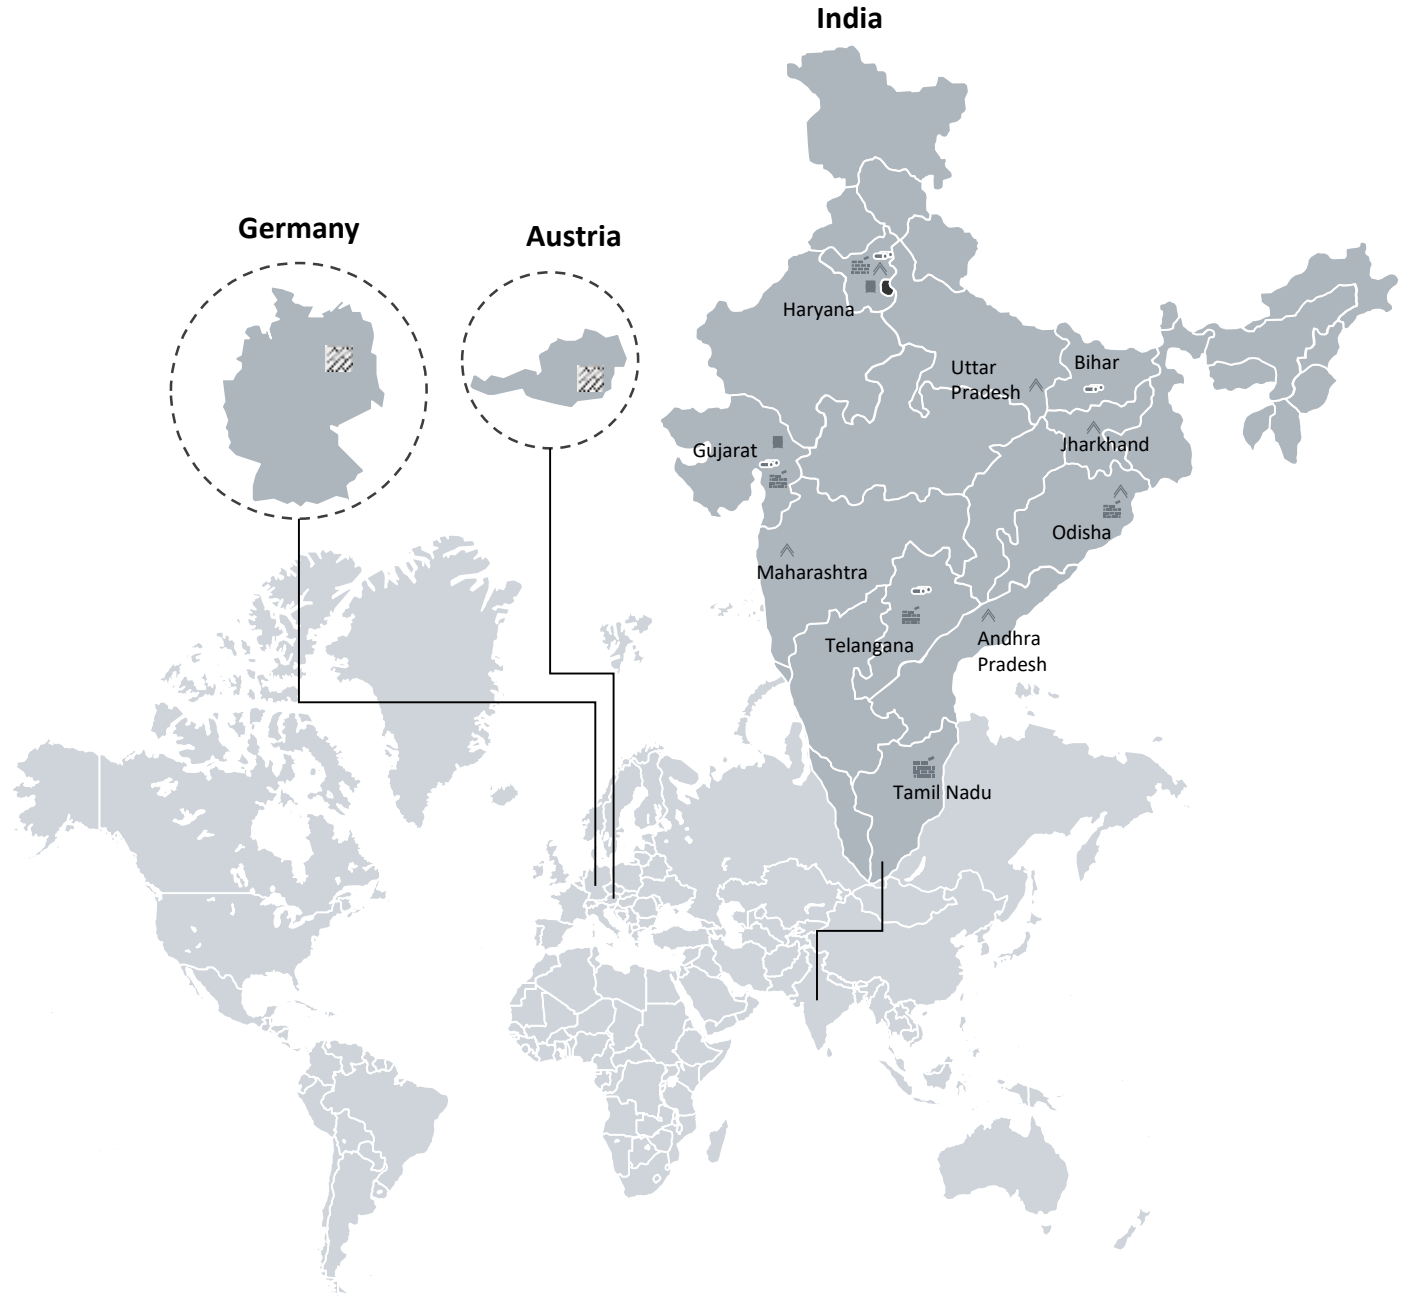 India
Germany
Austria
Haryana
Uttar
Pradesh
Bihar
Gujarat
Jharkhand
Odisha
Maharashtra
Telangana
Andhra
Pradesh
Tamil Nadu